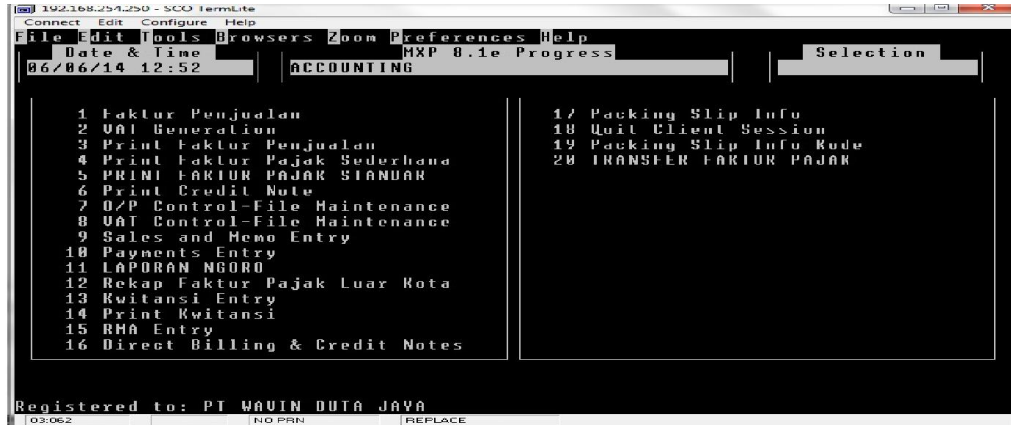 192.168.254.250 - SCO TermLite
Connect Edit Configure Help
File Edit Tools Browsers Zoom Preferences Help
Date & Time MXP 8.1e Progress Selection
06/06/14 12:52 ACCOUNTING
1 Faktur Penjualan
2 VAT Generation
3 Print Faktur Penjualan
4 Print Faktur Pajak Sederhana
5 PRINT FAKTUR PAJAK STANDAR
6 Print Credit Note
7 O/P Control-File Maintenance
8 VAT Control-File Maintenance
9 Sales and Memo Entry
10 Payments Entry
11 LAPORAN NGORO
12 Rekap Faktur Pajak Luar Kota
13 Kwitansi Entry
14 Print Kwitansi
15 RMA Entry
16 Direct Billing & Credit Notes
17 Packing Slip Info
18 Quit Client Session
19 Packing Slip Info Kode
20 TRANSFER FAKTUR PAJAK
Registered to: PT WAVIN DUTA JAYA
03:062 NO PRN REPLACE